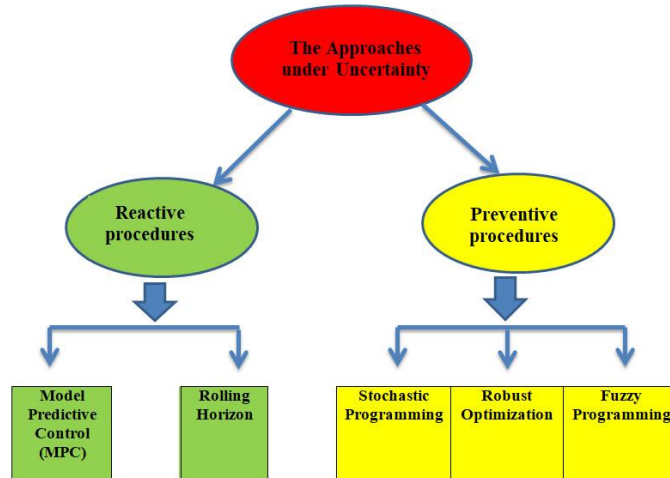 The Approaches
under Uncertainty
Reactive
procedures
Preventive
procedures
Model
Predictive
Control
(MPC)
Rolling
Horizon
Stochastic
Programming
Robust
Optimization
Fuzzy
Programming